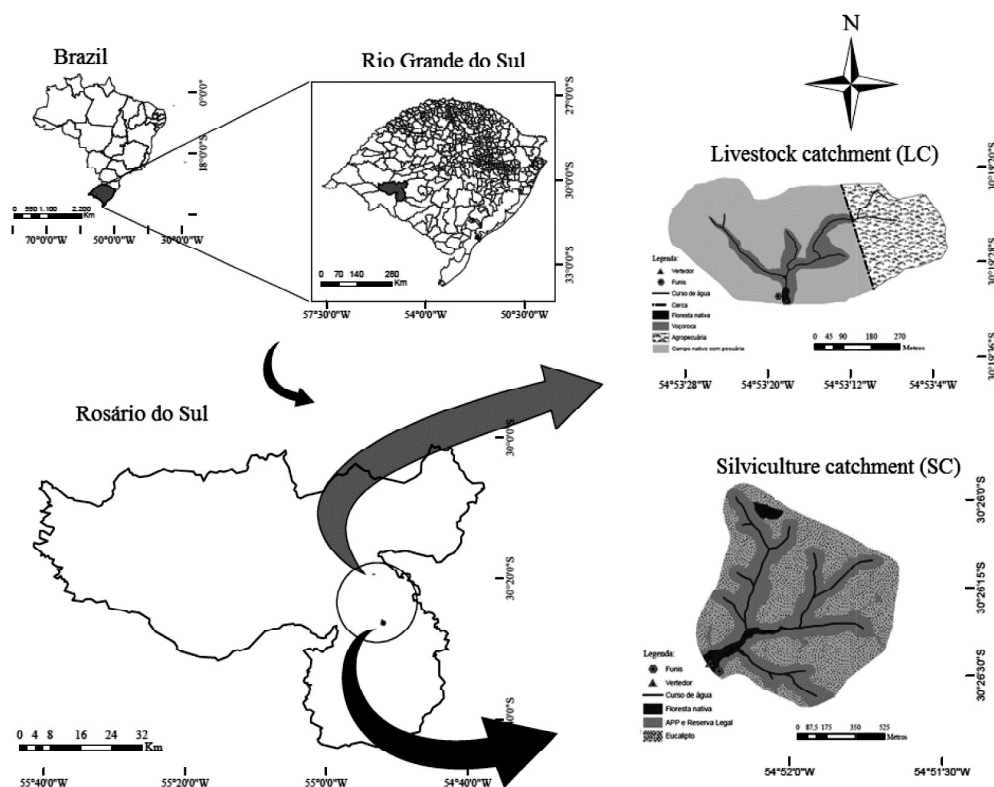 Brazil
0°0'0"
18°0'0"S
0 550 1.100 2.200
Km
70°0'0"W 50°0'0"W 30°0'0"W
Rio Grande do Sul
27°0'0"S
30°0'0"S
33°0'0"S
0 70 140 280
Km
57°30'0"W 54°0'0"W 50°30'0"W
N
Livestock catchment (LC)
Legenda:
Vertedor
Funis
Curso de água
Cerca
Floresta nativa
Voçoroca
Agropecuária
Campo nativo com pecuária
0 45 90 180 270
Metros
54°53'28"W 54°53'20"W 54°53'12"W 54°53'4"W
Rosário do Sul
30°0'0"S
30°20'0"S
0 4 8 16 24 32
Km
55°40'0"W 55°20'0"W 55°0'0"W 54°40'0"W
Silviculture catchment (SC)
30°26'0"S
30°26'15"S
30°26'30"S
Legenda:
Funis
Vertedor
Curso de água
Floresta nativa
APP e Reserva Legal
Eucalipto
0 87,5 175 350 525
Metros
54°52'0"W 54°51'30"W